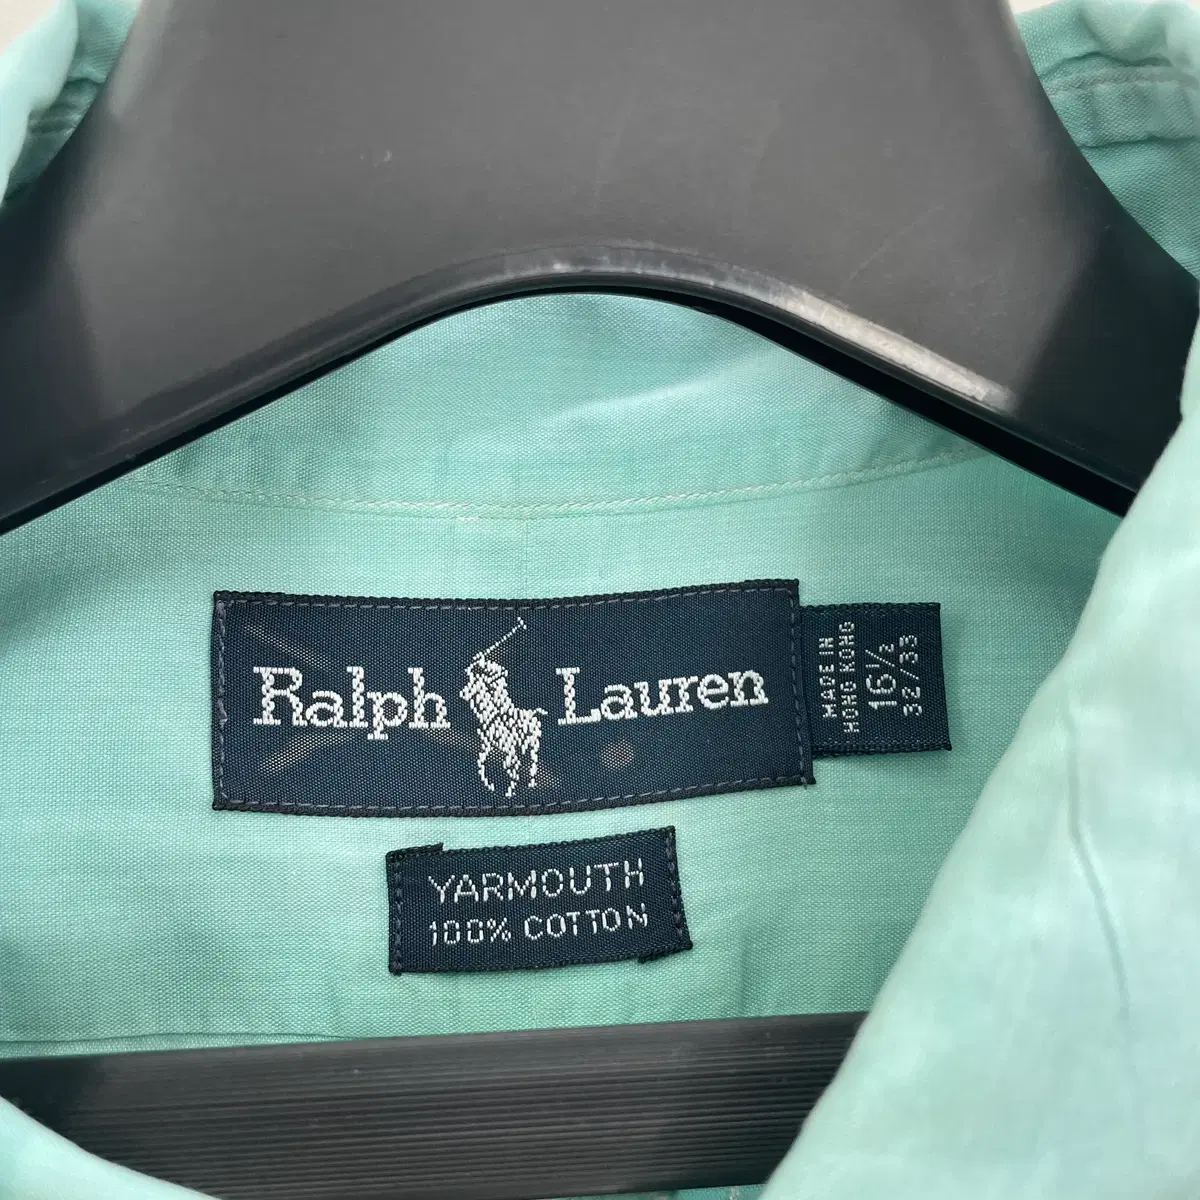 Ralph Lauren
MADE IN
HONG KONG
16½
32/33
YARMOUTH
100% COTTON